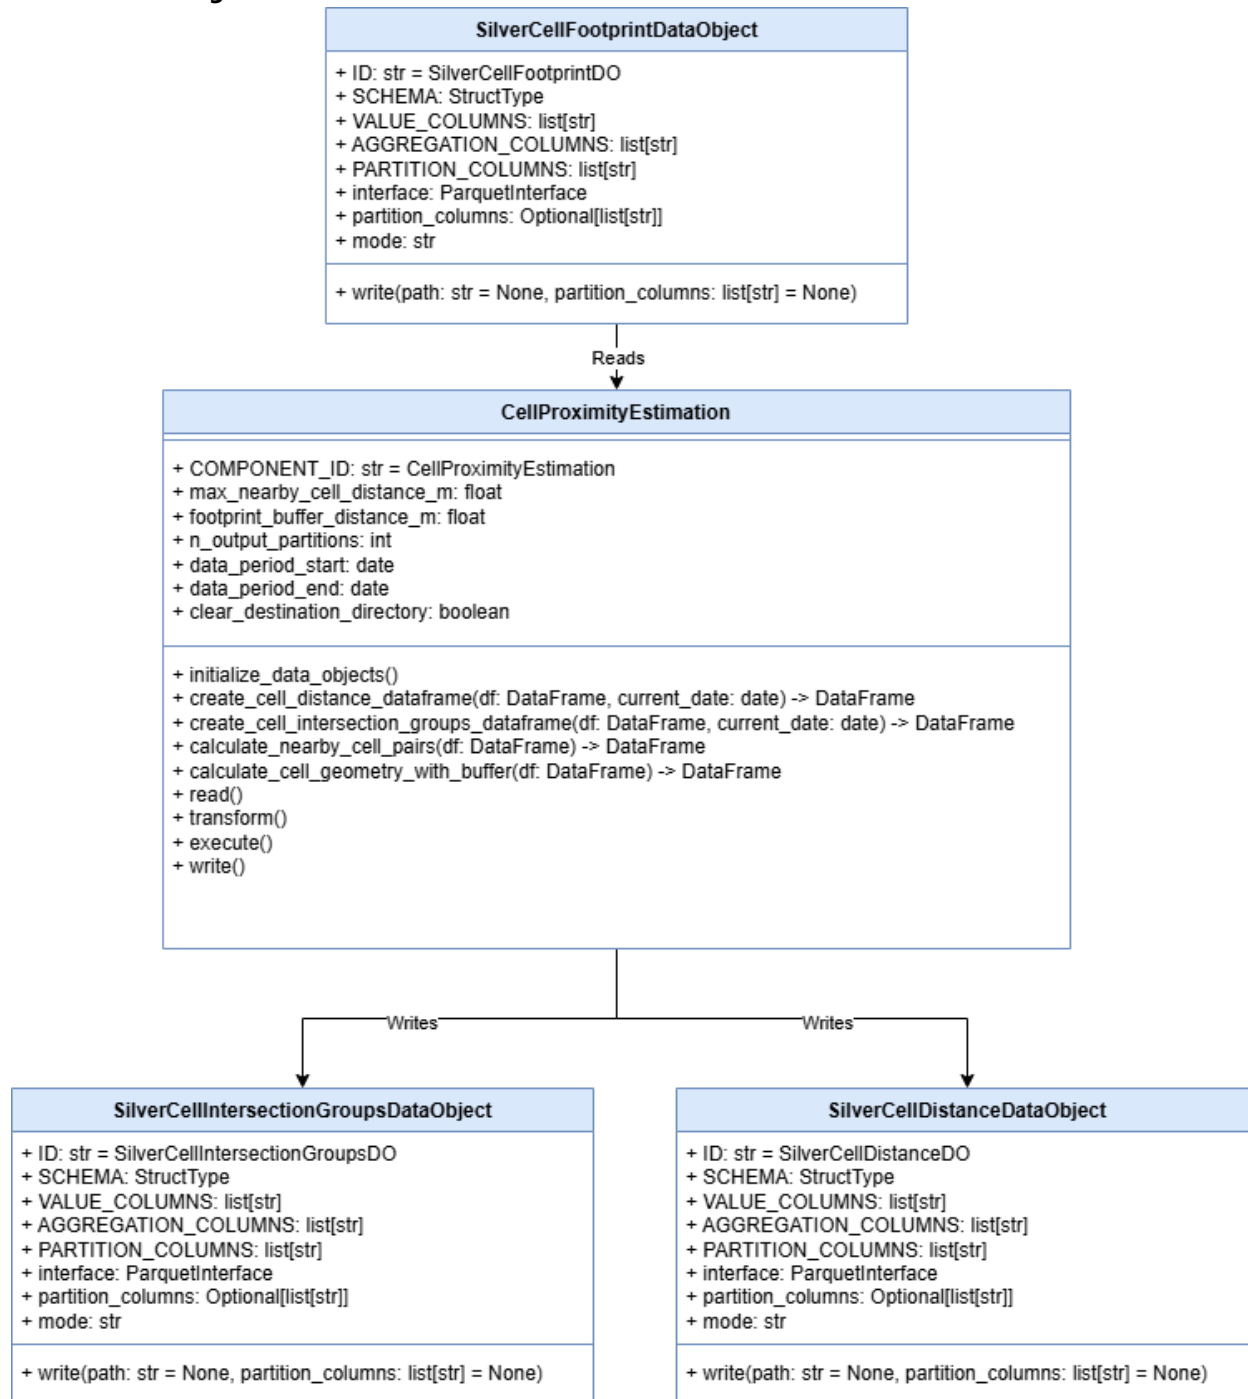 SilverCellFootprintDataObject
+ ID: str = SilverCellFootprintDO
+ SCHEMA: StructType
+ VALUE_COLUMNS: list[str]
+ AGGREGATION_COLUMNS: list[str]
+ PARTITION_COLUMNS: list[str]
+ interface: ParquetInterface
+ partition_columns: Optional[list[str]]
+ mode: str
+ write(path: str = None, partition_columns: list[str] = None)
Reads
CellProximityEstimation
+ COMPONENT_ID: str = CellProximityEstimation
+ max_nearby_cell_distance_m: float
+ footprint_buffer_distance_m: float
+ n_output_partitions: int
+ data_period_start: date
+ data_period_end: date
+ clear_destination_directory: boolean
+ initialize_data_objects()
+ create_cell_distance_dataframe(df: DataFrame, current_date: date) -> DataFrame
+ create_cell_intersection_groups_dataframe(df: DataFrame, current_date: date) -> DataFrame
+ calculate_nearby_cell_pairs(df: DataFrame) -> DataFrame
+ calculate_cell_geometry_with_buffer(df: DataFrame) -> DataFrame
+ read()
+ transform()
+ execute()
+ write()
Writes
Writes
SilverCellIntersectionGroupsDataObject
+ ID: str = SilverCellIntersectionGroupsDO
+ SCHEMA: StructType
+ VALUE_COLUMNS: list[str]
+ AGGREGATION_COLUMNS: list[str]
+ PARTITION_COLUMNS: list[str]
+ interface: ParquetInterface
+ partition_columns: Optional[list[str]]
+ mode: str
+ write(path: str = None, partition_columns: list[str] = None)
SilverCellDistanceDataObject
+ ID: str = SilverCellDistanceDO
+ SCHEMA: StructType
+ VALUE_COLUMNS: list[str]
+ AGGREGATION_COLUMNS: list[str]
+ PARTITION_COLUMNS: list[str]
+ interface: ParquetInterface
+ partition_columns: Optional[list[str]]
+ mode: str
+ write(path: str = None, partition_columns: list[str] = None)